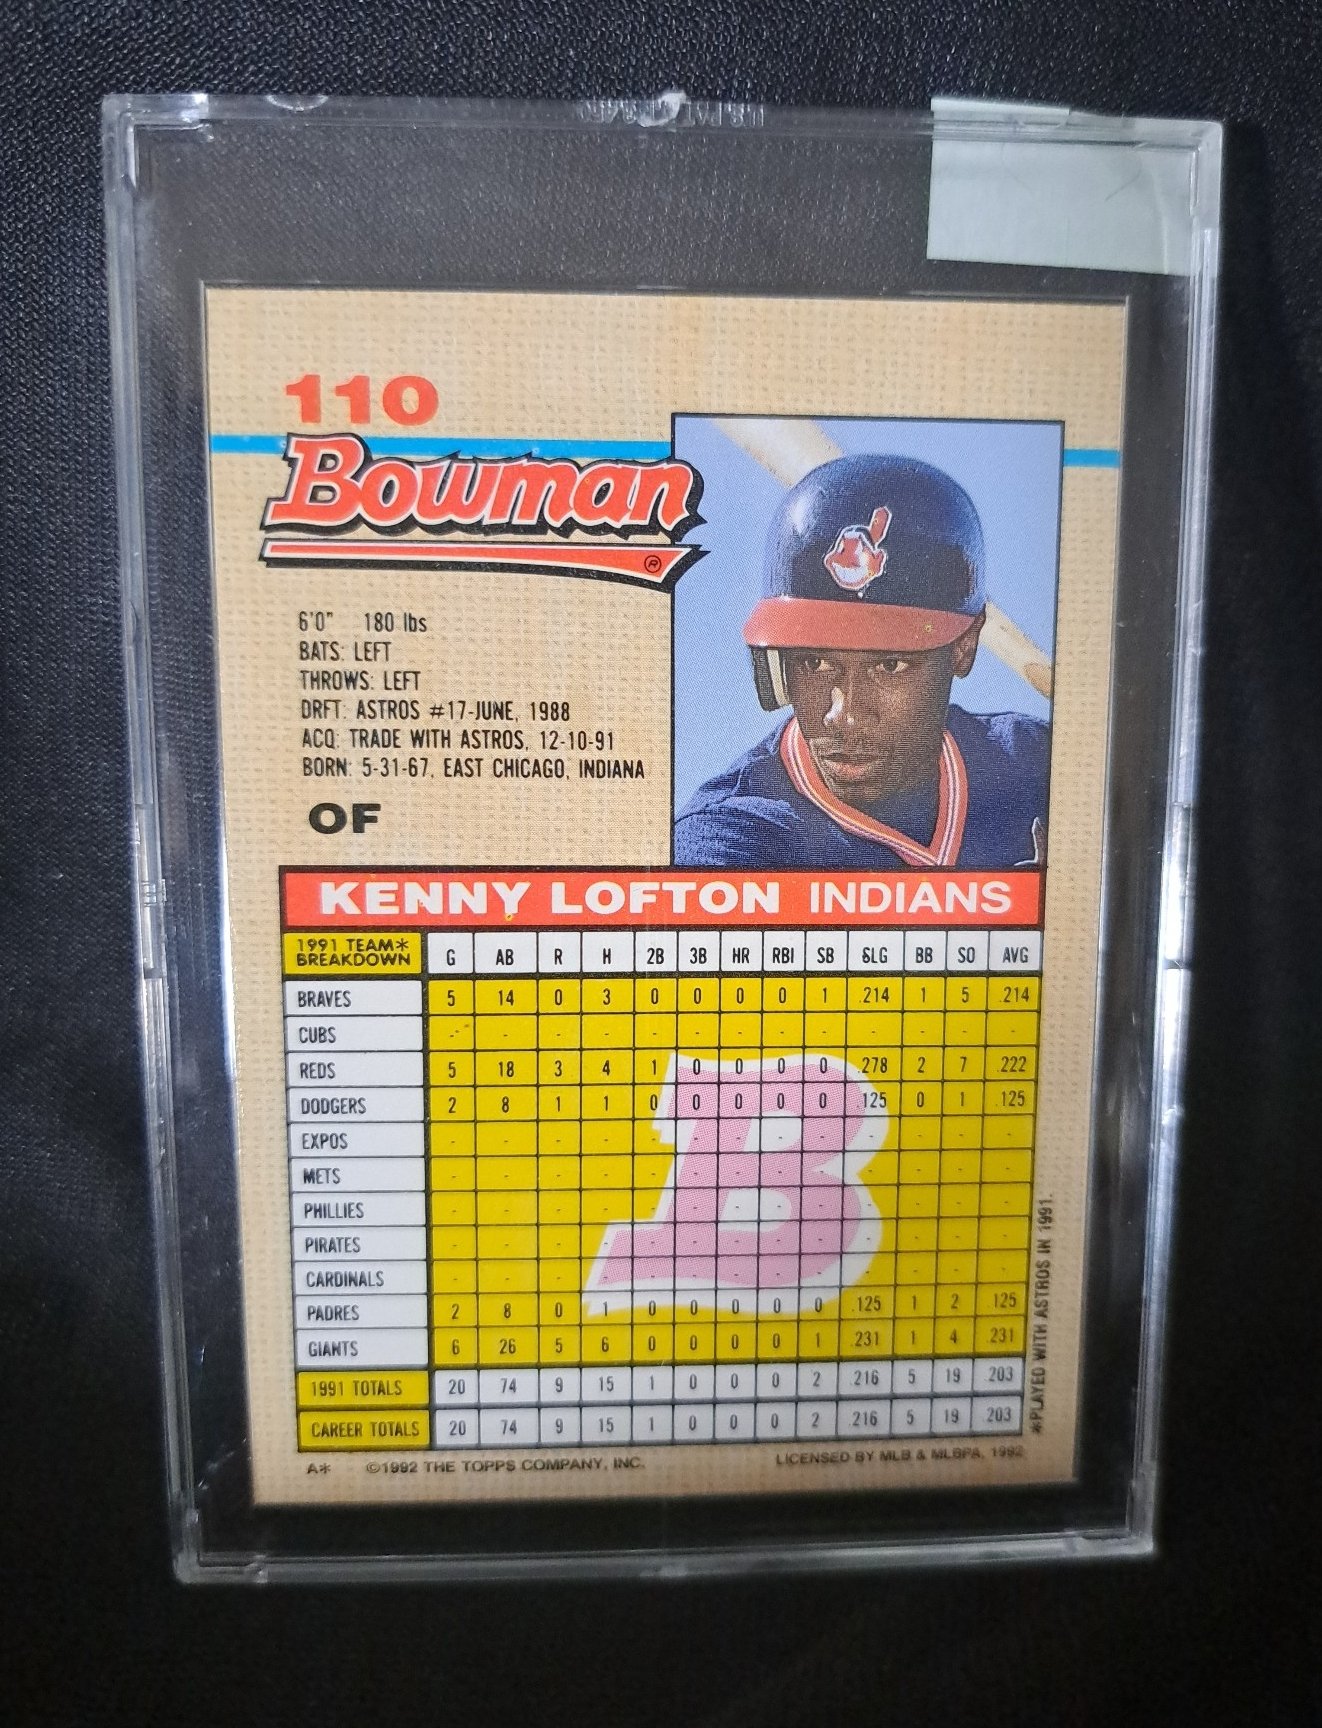 U.S. PAT
110
Bowman
®
6'0" 180 lbs
BATS: LEFT
THROWS: LEFT
DRFT: ASTROS #17-JUNE, 1988
ACQ: TRADE WITH ASTROS, 12-10-91
BORN: 5-31-67, EAST CHICAGO, INDIANA
OF
KENNY LOFTON INDIANS
1991 TEAM* BREAKDOWN G AB R H 2B 3B HR RBI SB SLG BB SO AVG
BRAVES 5 14 0 3 0 0 0 0 1 .214 1 5 .214
CUBS - - - - - - - - - - - - -
REDS 5 18 3 4 1 0 0 0 0 .278 2 7 .222
DODGERS 2 8 1 1 0 0 0 0 0 .125 0 1 .125
EXPOS - - - - - - - - - - - - -
METS - - - - - - - - - - - - -
PHILLIES - - - - - - - - - - - - -
PIRATES - - - - - - - - - - - - -
CARDINALS - - - - - - - - - - - - -
PADRES 2 8 0 1 0 0 0 0 0 .125 1 2 .125
GIANTS 6 26 5 6 0 0 0 0 1 .231 1 4 .231
1991 TOTALS 20 74 9 15 1 0 0 0 2 .216 5 19 .203
CAREER TOTALS 20 74 9 15 1 0 0 0 2 .216 5 19 .203
*PLAYED WITH ASTROS IN 1991.
A* ©1992 THE TOPPS COMPANY, INC. LICENSED BY MLB & MLBPA, 1992
B